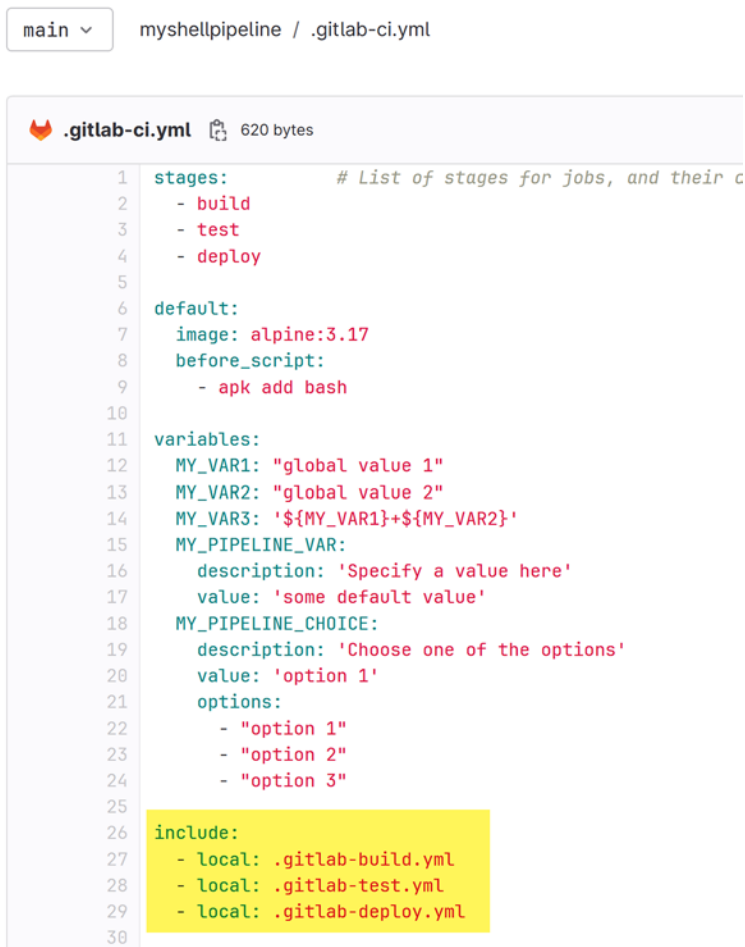 main
myshellpipeline / .gitlab-ci.yml
.gitlab-ci.yml 620 bytes
1 stages: # List of stages for jobs, and their
2 - build
3 - test
4 - deploy
5
6 default:
7 image: alpine:3.17
8 before_script:
9 - apk add bash
10
11 variables:
12 MY_VAR1: "global value 1"
13 MY_VAR2: "global value 2"
14 MY_VAR3: '${MY_VAR1}+${MY_VAR2}'
15 MY_PIPELINE_VAR:
16 description: 'Specify a value here'
17 value: 'some default value'
18 MY_PIPELINE_CHOICE:
19 description: 'Choose one of the options'
20 value: 'option 1'
21 options:
22 - "option 1"
23 - "option 2"
24 - "option 3"
25
26 include:
27 - local: .gitlab-build.yml
28 - local: .gitlab-test.yml
29 - local: .gitlab-deploy.yml
30